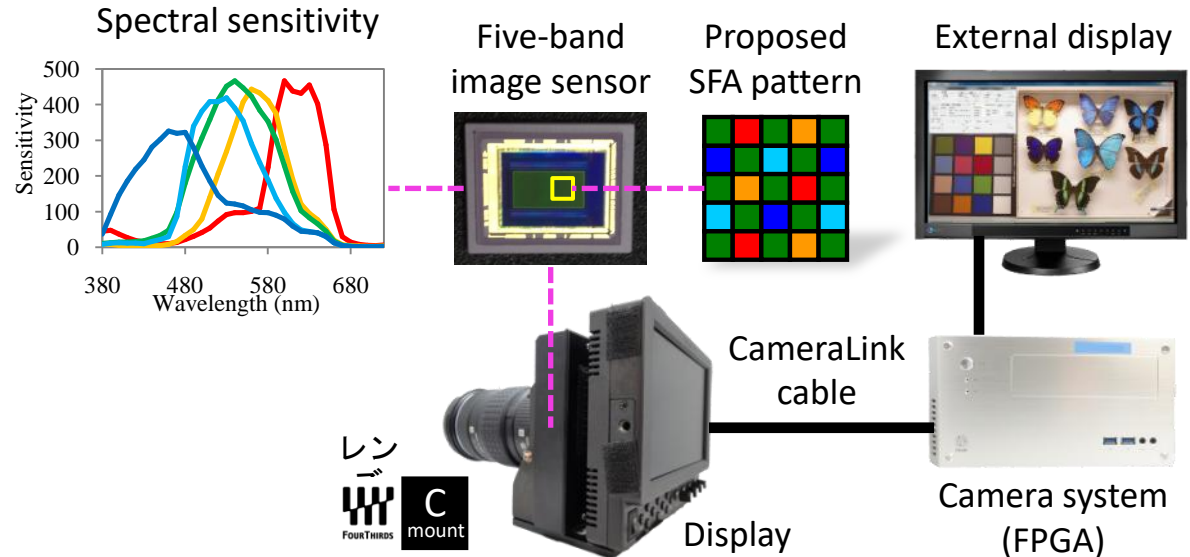 Spectral sensitivity
Five-band
image sensor
Proposed
SFA pattern
External display
500
400
300
200
100
0
Sensitivity
380
480
580
680
Wavelength (nm)
CameraLink
cable
レン
FOURTHIRDS
C
mount
Display
Camera system
(FPGA)